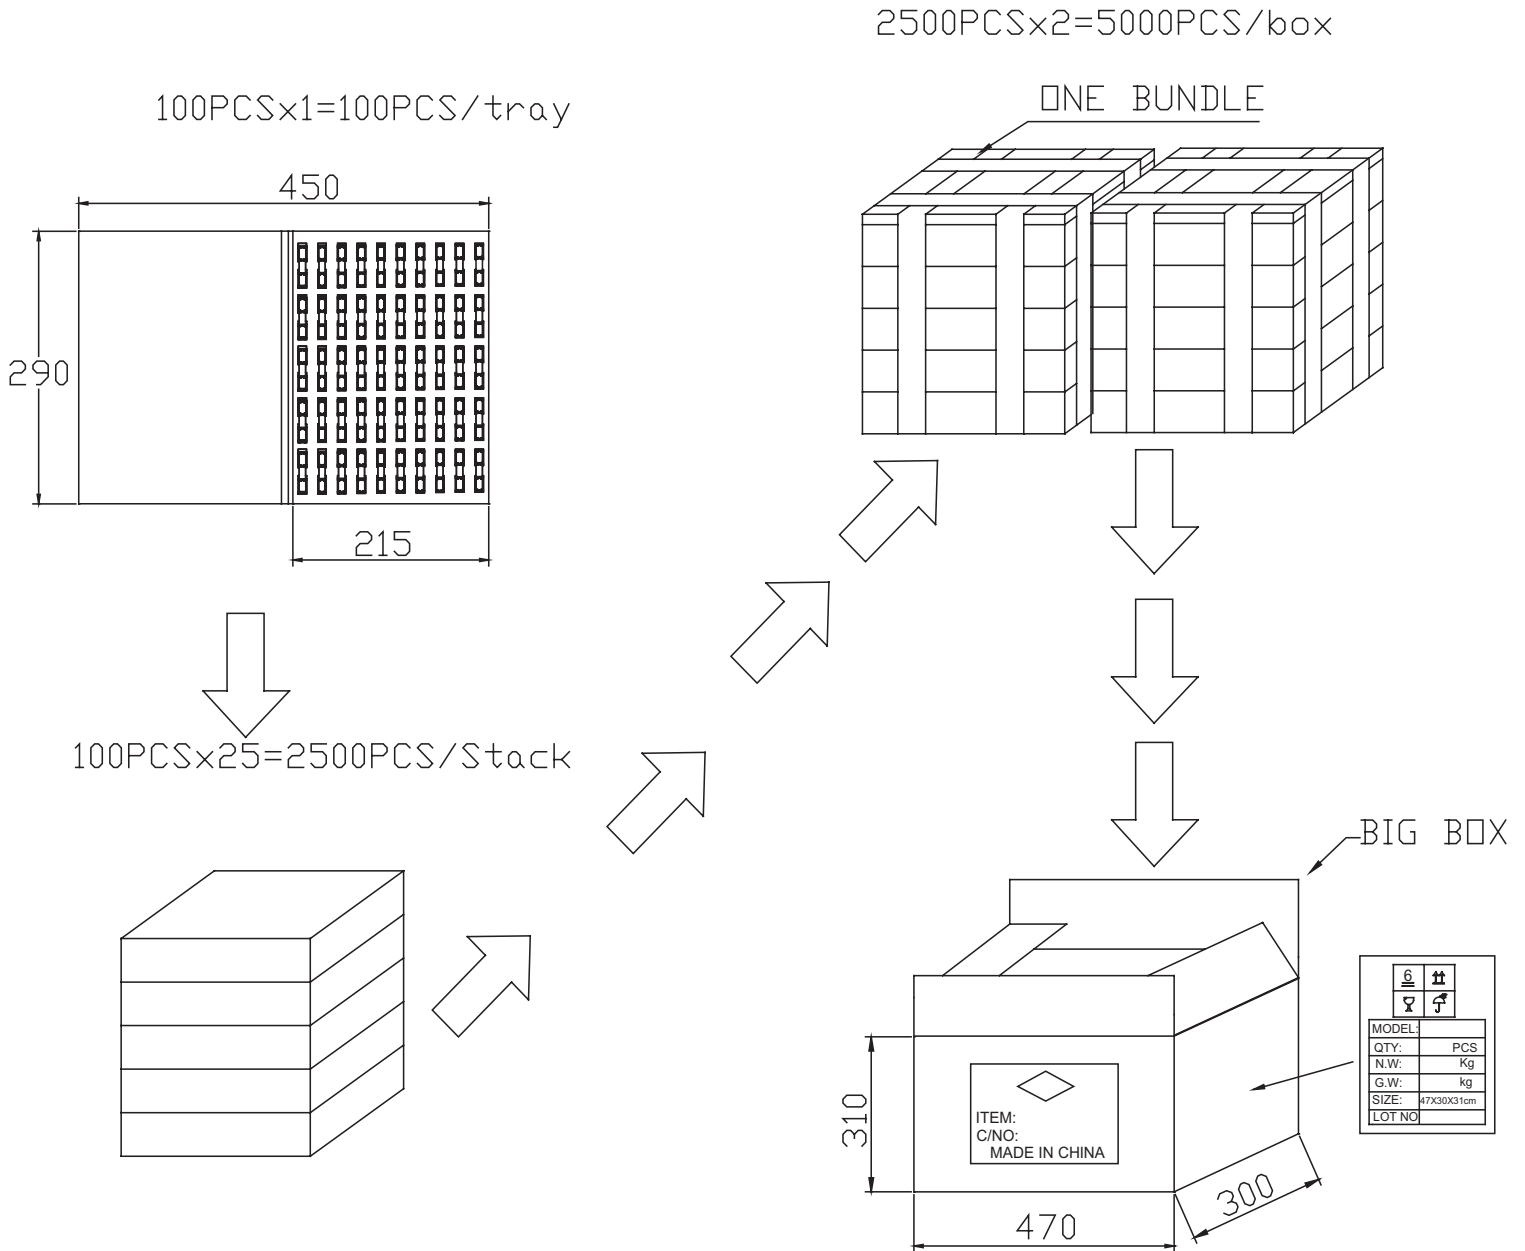 100PCSx1=100PCS/tray
450
290
215
100PCSx25=2500PCS/Stack
2500PCSx2=5000PCS/box
ONE BUNDLE
BIG BOX
310
470
300
ITEM:
C/NO:
MADE IN CHINA
6
MODEL:
QTY: PCS
N.W: Kg
G.W: kg
SIZE: 47X30X31cm
LOT NO